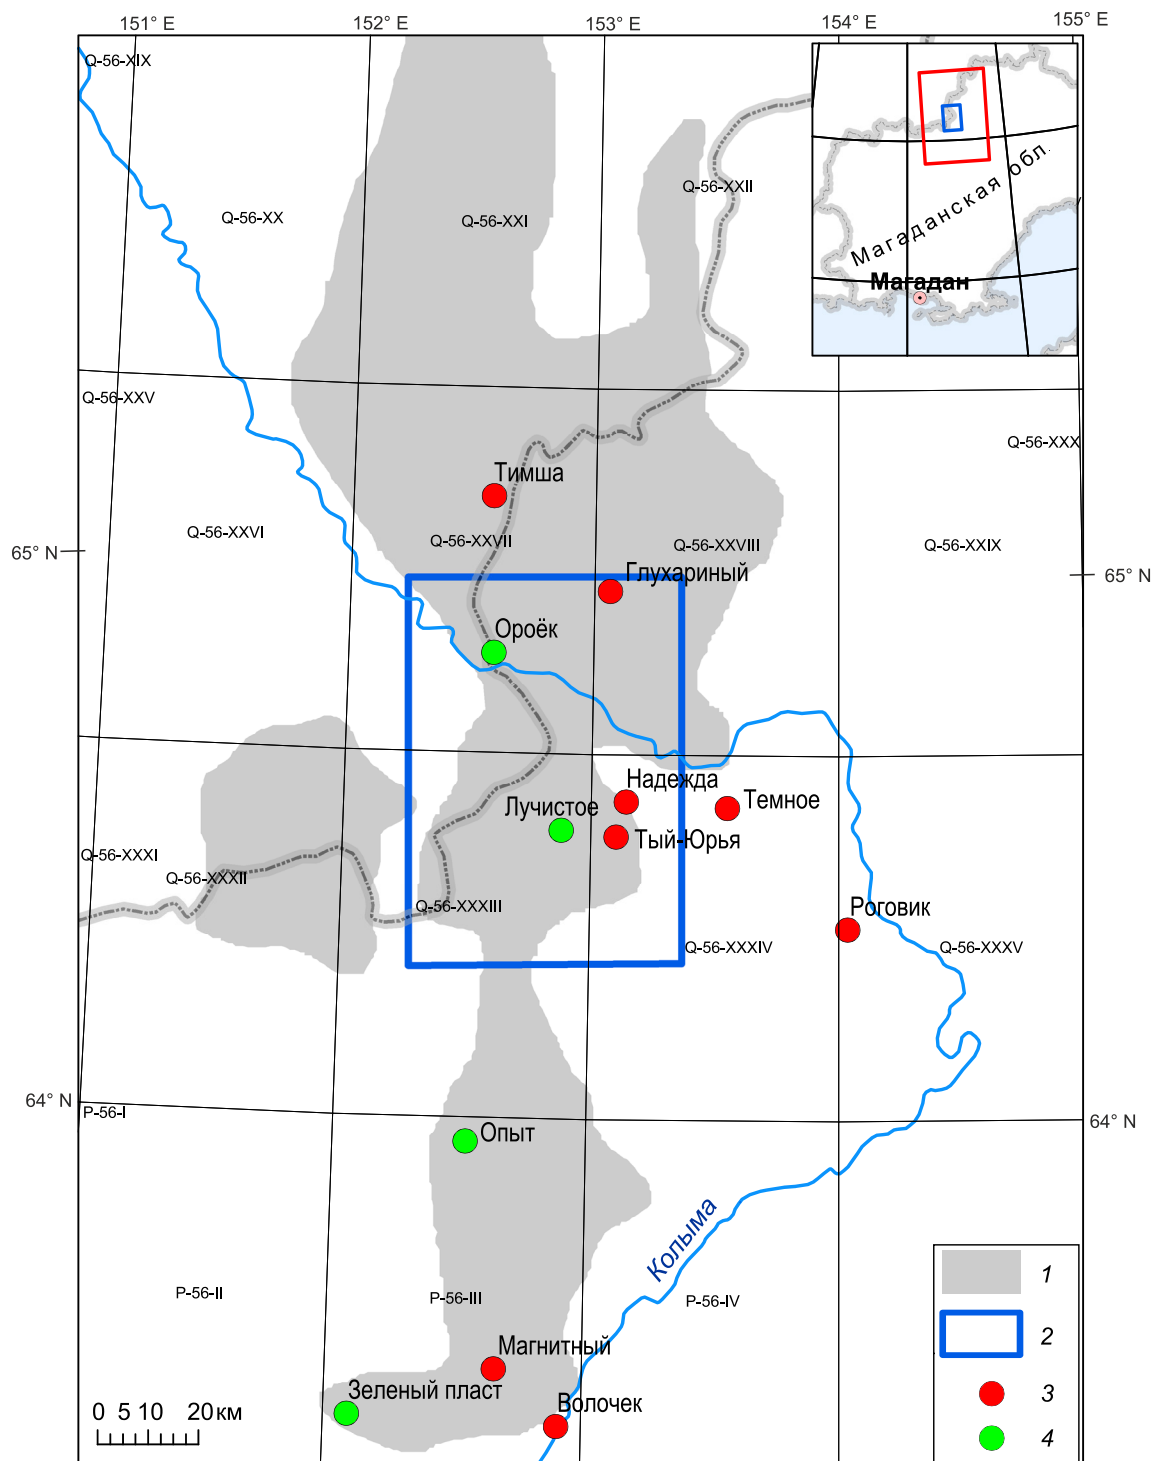 151° E
152° E
153° E
154° E
155° E
Q-56-XIX
Q-56-XX
Q-56-XXI
Q-56-XXII
Магаданская обл.
Магадан
Q-56-XXV
Q-56-XXX
Тимша
Q-56-XXVI
Q-56-XXVII
Q-56-XXVIII
Q-56-XXIX
65° N
65° N
Глухариный
Ороёк
Надежда
Лучистое
Темное
Тый-Юрья
Q-56-XXXI
Q-56-XXXII
Q-56-XXXIII
Роговик
Q-56-XXXIV
Q-56-XXXV
64° N
P-56-I
64° N
Опыт
Колыма
P-56-II
P-56-III
P-56-IV
Магнитный
Зеленый пласт
Волочек
0 5 10 20 км
1
2
3
4